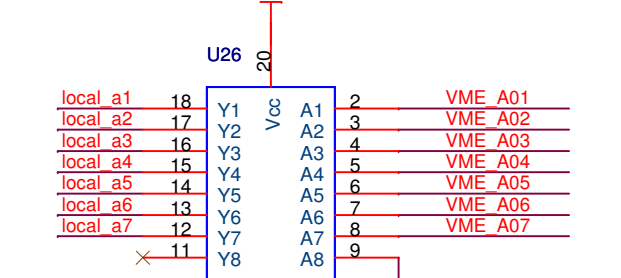 U26
20
Vcc
local_a1 18 Y1 A1 2 VME_A01
local_a2 17 Y2 A2 3 VME_A02
local_a3 16 Y3 A3 4 VME_A03
local_a4 15 Y4 A4 5 VME_A04
local_a5 14 Y5 A5 6 VME_A05
local_a6 13 Y6 A6 7 VME_A06
local_a7 12 Y7 A7 8 VME_A07
11 Y8 A8 9